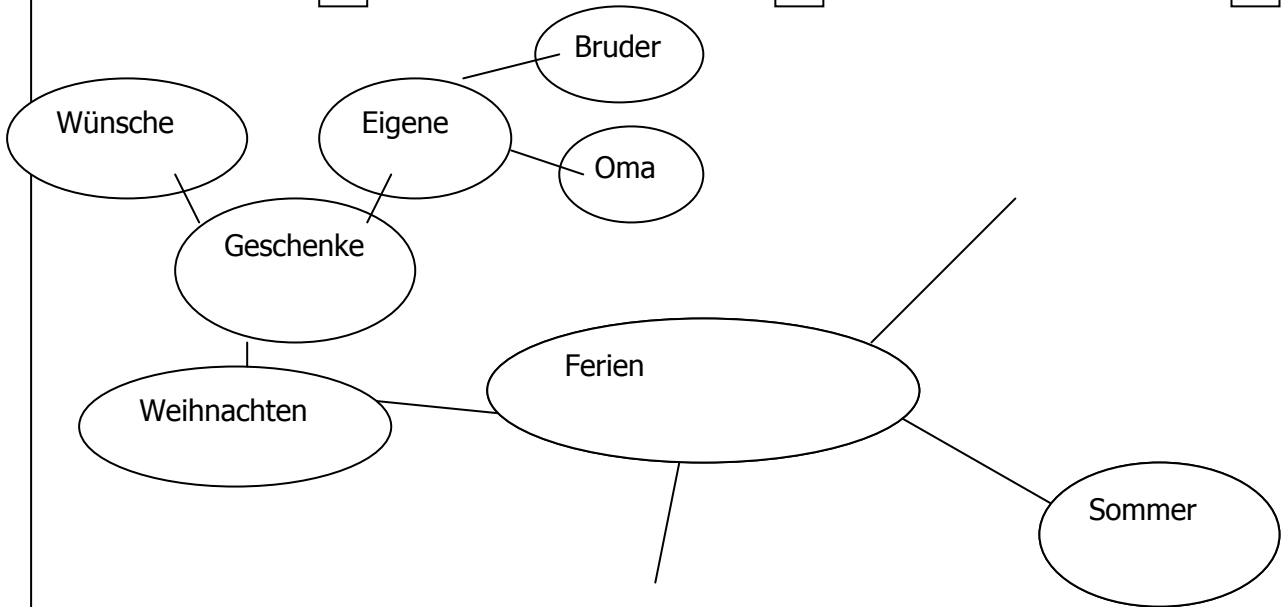 Bruder
Wünsche
Eigene
Oma
Geschenke
Ferien
Weihnachten
Sommer